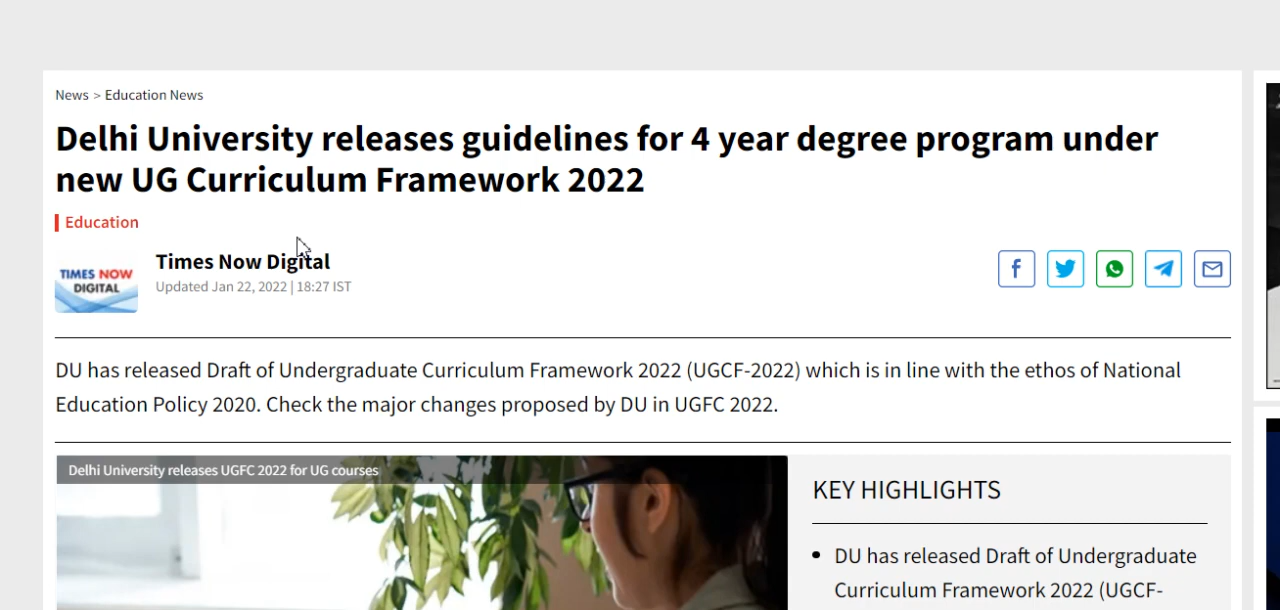 News > Education News
Delhi University releases guidelines for 4 year degree program under
new UG Curriculum Framework 2022
Education
TIMES NOW
DIGITAL
Times Now Digital
Updated Jan 22, 2022 | 18:27 IST
DU has released Draft of Undergraduate Curriculum Framework 2022 (UGCF-2022) which is in line with the ethos of National
Education Policy 2020. Check the major changes proposed by DU in UGFC 2022.
Delhi University releases UGFC 2022 for UG courses
KEY HIGHLIGHTS
• DU has released Draft of Undergraduate
Curriculum Framework 2022 (UGCF-